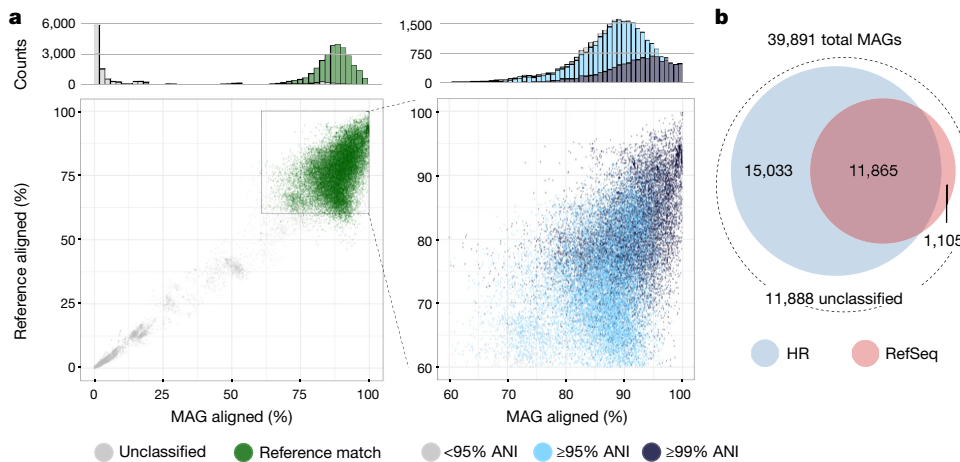 a
Counts
6,000
3,000
0
1,500
750
0
Reference aligned (%)
100
75
50
25
0
0
25
50
75
100
MAG aligned (%)
100
90
80
70
60
60
70
80
90
100
MAG aligned (%)
Unclassified
Reference match
<95% ANI
≥95% ANI
≥99% ANI
b
39,891 total MAGs
15,033
11,865
1,105
11,888 unclassified
HR
RefSeq